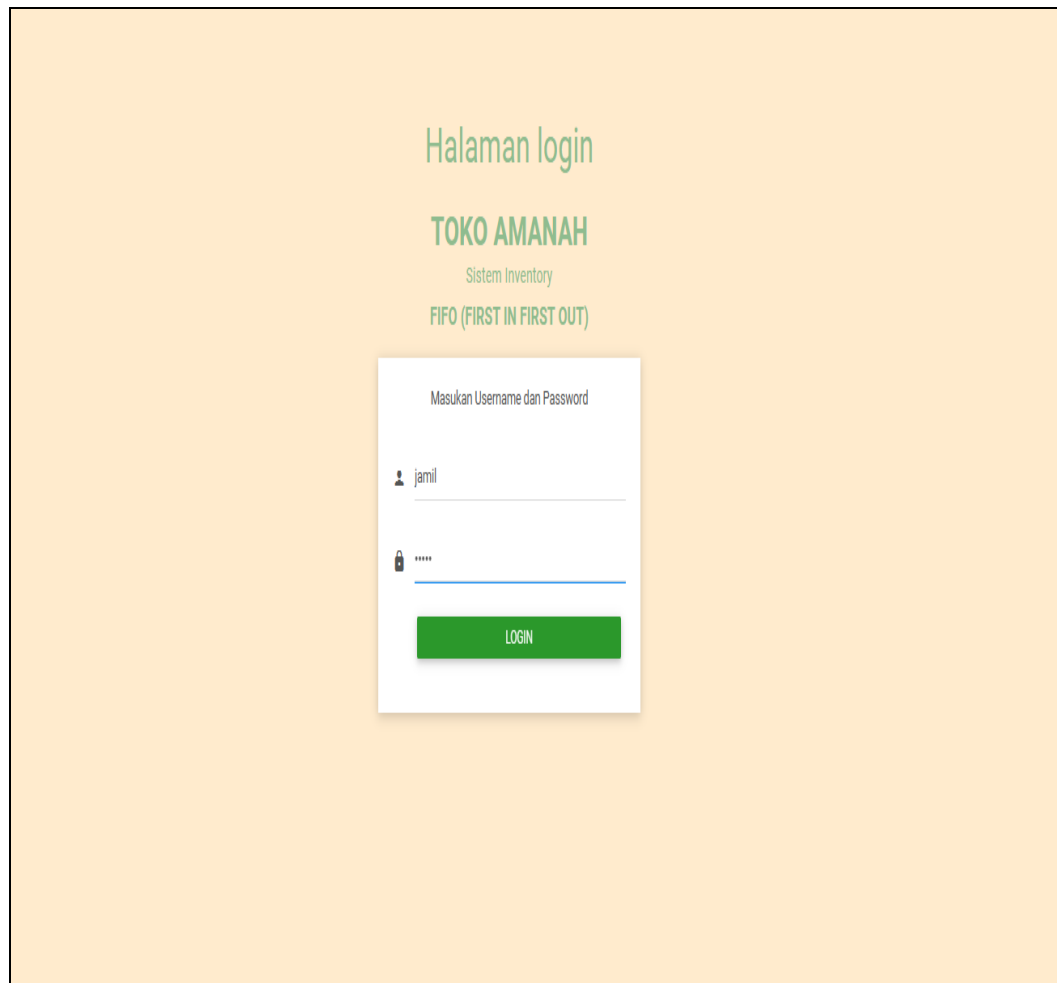 Halaman login
TOKO AMANAH
Sistem Inventory
FIFO (FIRST IN FIRST OUT)
Masukan Username dan Password
jamil
•••••
LOGIN